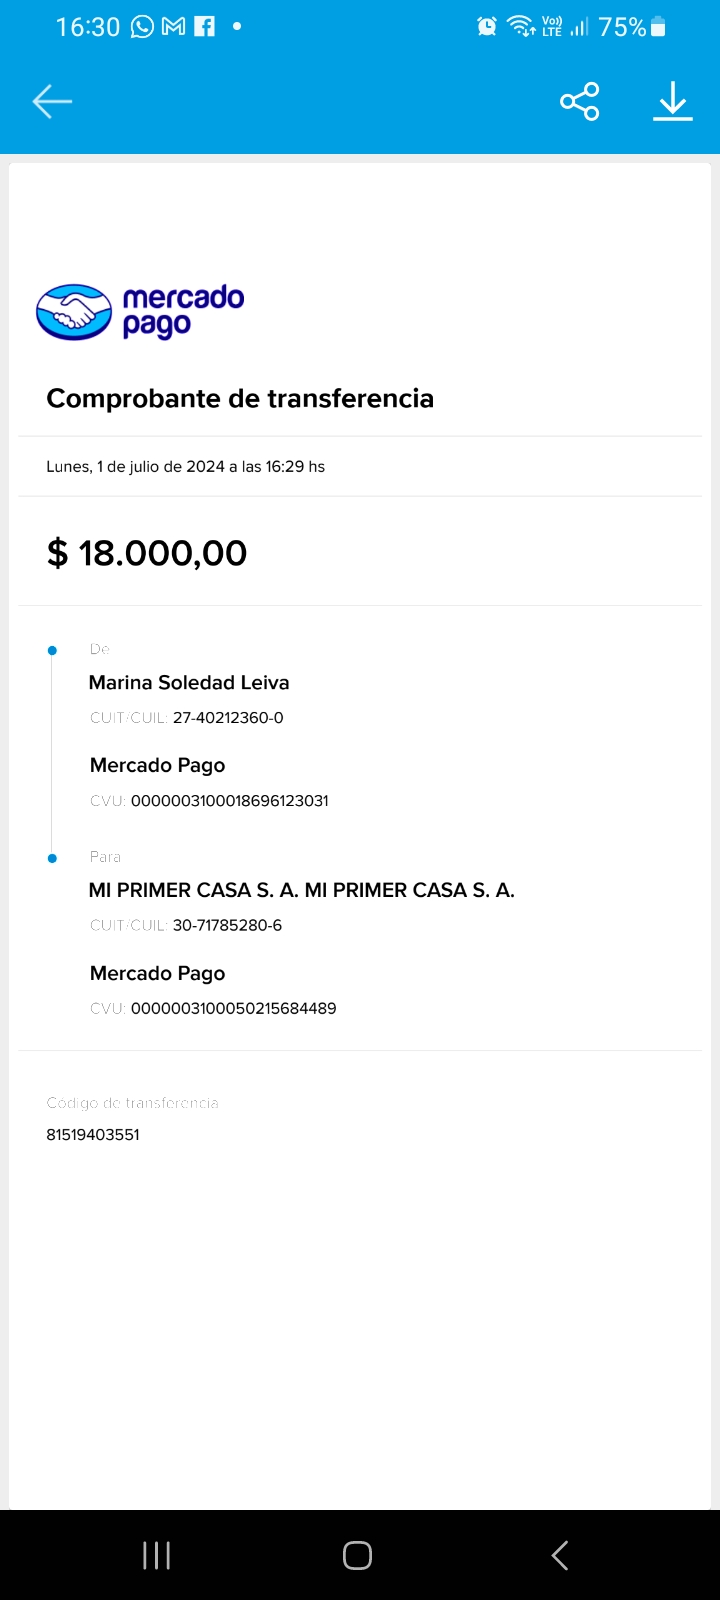 16:30
Vo))
LTE
75%
mercado
pago
Comprobante de transferencia
Lunes, 1 de julio de 2024 a las 16:29 hs
$ 18.000,00
De
Marina Soledad Leiva
CUIT/CUIL: 27-40212360-0
Mercado Pago
CVU: 0000003100018696123031
Para
MI PRIMER CASA S. A. MI PRIMER CASA S. A.
CUIT/CUIL: 30-71785280-6
Mercado Pago
CVU: 0000003100050215684489
Código de transferencia
81519403551